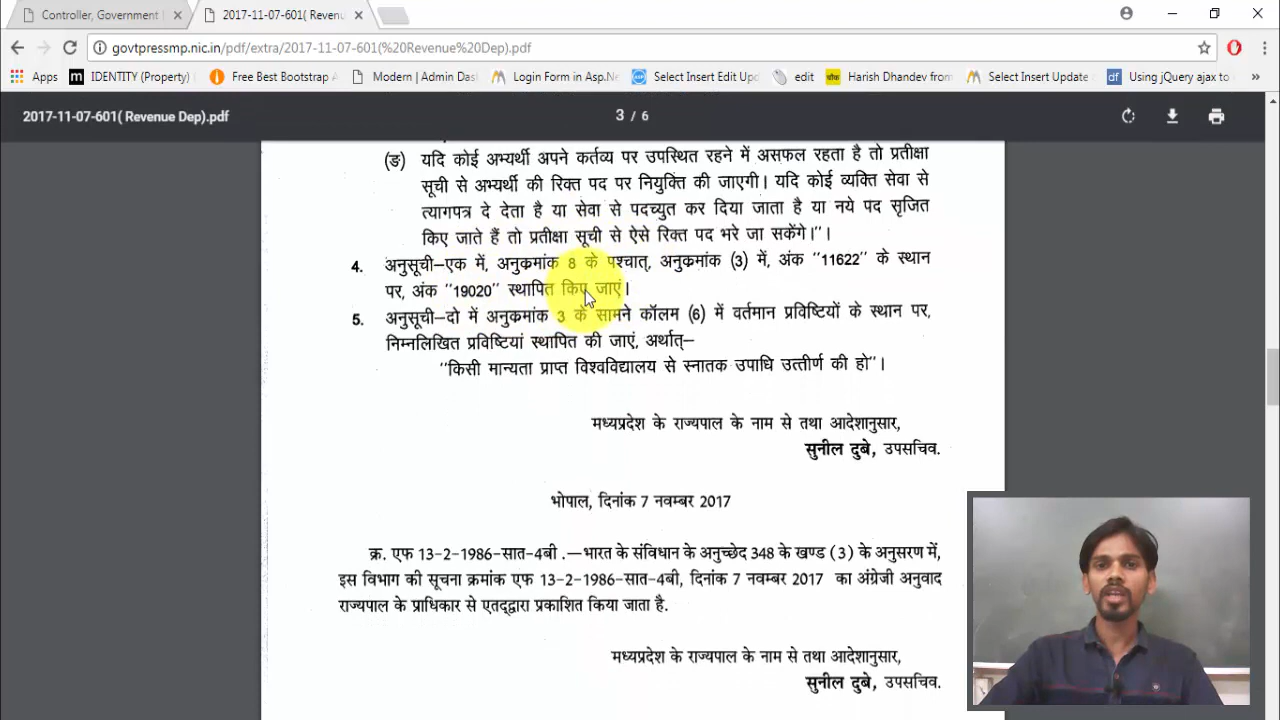 Controller, Government
2017-11-07-601( Revenu
govtpressmp.nic.in/pdf/extra/2017-11-07-601(%20Revenue%20Dep).pdf
Apps m IDENTITY (Property) Free Best Bootstrap Modern | Admin Das Login Form in Asp.Ne ASP Select Insert Edit Upd edit Harish Dhandev from Select Insert Update df Using jQuery ajax to »
2017-11-07-601( Revenue Dep).pdf
3 / 6
(ङ) यदि कोई अभ्यर्थी अपने कर्तव्य पर उपस्थित रहने में असफल रहता है तो प्रतीक्षा
सूची से अभ्यर्थी की रिक्त पद पर नियुक्ति की जाएगी। यदि कोई व्यक्ति सेवा से
त्यागपत्र दे देता है या सेवा से पदच्युत कर दिया जाता है या नये पद सृजित
किए जाते हैं तो प्रतीक्षा सूची से ऐसे रिक्त पद भरे जा सकेंगे।"।
4. अनुसूची-एक में, अनुक्रमांक 8 के पश्चात्, अनुक्रमांक (3) में, अंक "11622" के स्थान
पर, अंक "19020" स्थापित किए जाएं।
5. अनुसूची-दो में अनुक्रमांक 3 के सामने कॉलम (6) में वर्तमान प्रविष्टियों के स्थान पर,
निम्नलिखित प्रविष्टियां स्थापित की जाएं, अर्थात्-
"किसी मान्यता प्राप्त विश्वविद्यालय से स्नातक उपाधि उत्तीर्ण की हो"।
मध्यप्रदेश के राज्यपाल के नाम से तथा आदेशानुसार,
सुनील दुबे, उपसचिव.
भोपाल, दिनांक 7 नवम्बर 2017
क्र. एफ 13-2-1986-सात-4बी .—भारत के संविधान के अनुच्छेद 348 के खण्ड (3) के अनुसरण में,
इस विभाग की सूचना क्रमांक एफ 13-2-1986-सात-4बी, दिनांक 7 नवम्बर 2017 का अंग्रेजी अनुवाद
राज्यपाल के प्राधिकार से एतद्द्वारा प्रकाशित किया जाता है.
मध्यप्रदेश के राज्यपाल के नाम से तथा आदेशानुसार,
सुनील दुबे, उपसचिव.